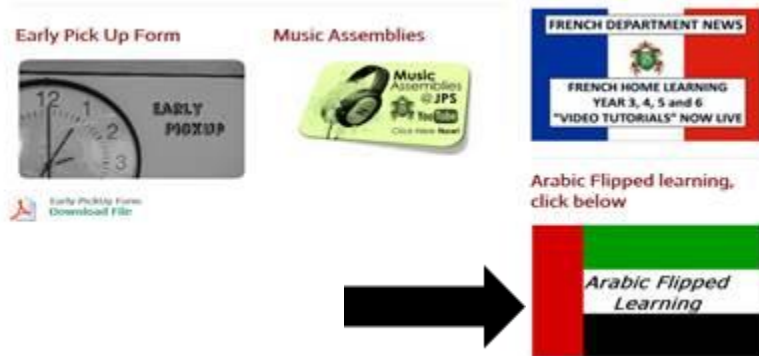 Early Pick Up Form
12
1
2
3
EARLY
PICKUP
Early PickUp Form
Download File
Music Assemblies
Music
Assemblies
@JPS
YouTube
Click Here Now!
FRENCH DEPARTMENT NEWS
FRENCH HOME LEARNING
YEAR 3, 4, 5 and 6
"VIDEO TUTORIALS" NOW LIVE
Arabic Flipped learning,
click below
Arabic Flipped
Learning